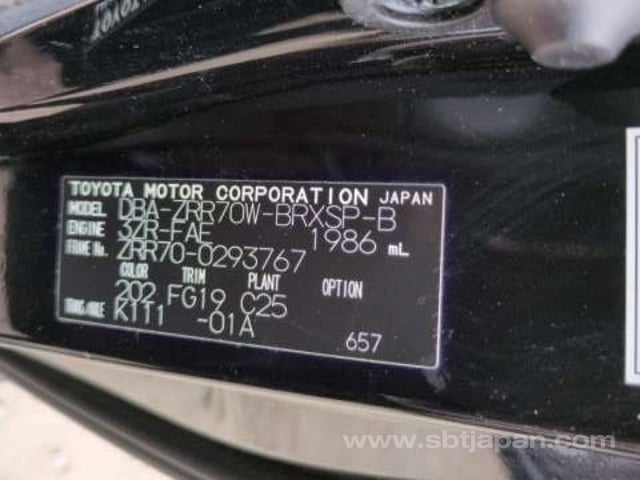 TOYOTA
TOYOTA MOTOR CORPORATION JAPAN
MODEL DBA-ZRR70W-BRXSP-B
ENGINE 3ZR-FAE 1986 mL
FRAME No. ZRR70-0293767
COLOR TRIM PLANT OPTION
202 FG19 C25
TRANS./AXLE K111 -01A
657
www.sbtjapan.com